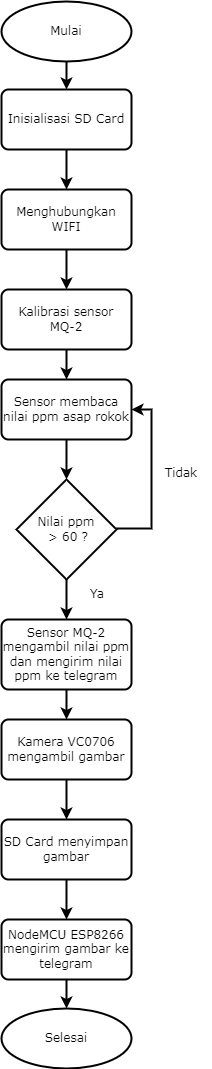 Mulai
Inisialisasi SD Card
Menghubungkan
WIFI
Kalibrasi sensor
MQ-2
Sensor membaca
nilai ppm asap rokok
Tidak
Nilai ppm
> 60 ?
Ya
Sensor MQ-2
mengambil nilai ppm
dan mengirim nilai
ppm ke telegram
Kamera VC0706
mengambil gambar
SD Card menyimpan
gambar
NodeMCU ESP8266
mengirim gambar ke
telegram
Selesai